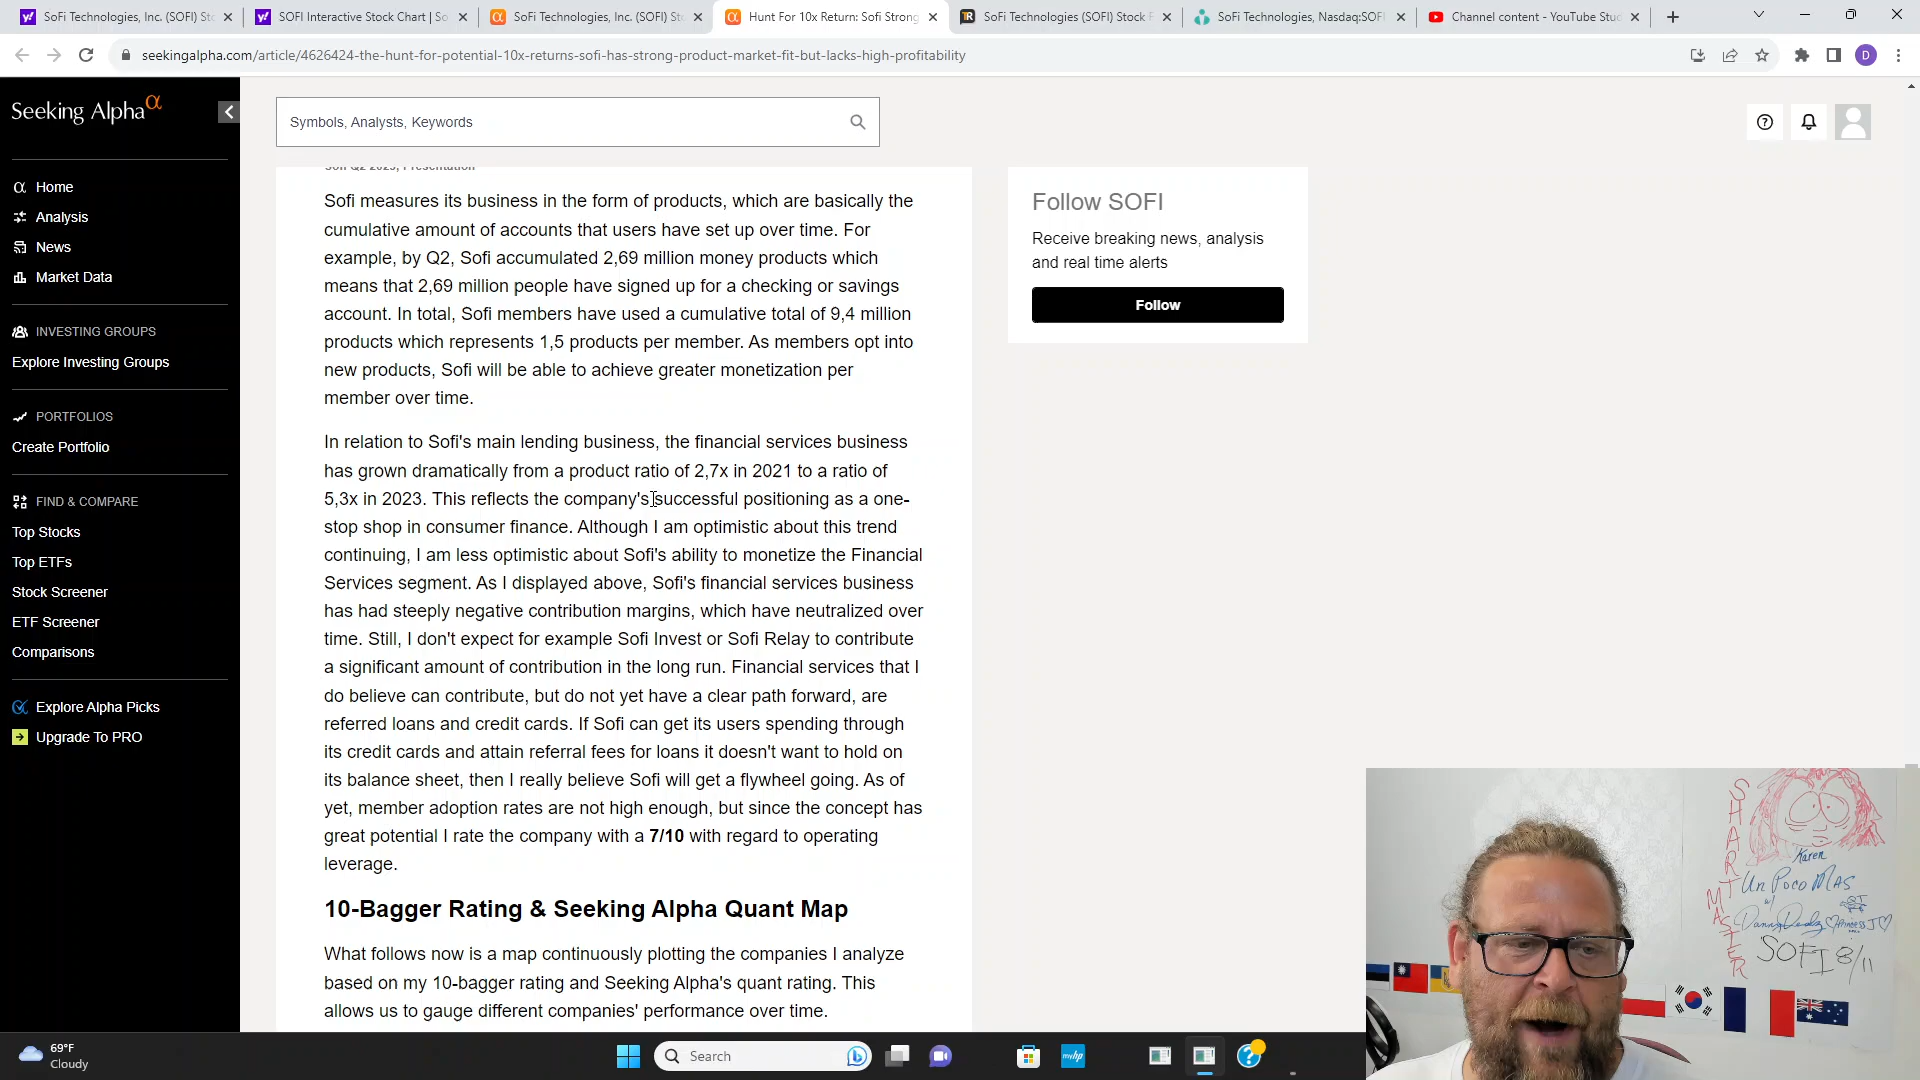 SoFi Technologies, Inc. (SOFI) St
SOFI Interactive Stock Chart | So
SoFi Technologies, Inc. (SOFI) St
Hunt For 10x Return: Sofi Strong
SoFi Technologies (SOFI) Stock F
SoFi Technologies, Nasdaq:SOFI
Channel content - YouTube Stu
seekingalpha.com/article/4626424-the-hunt-for-potential-10x-returns-sofi-has-strong-product-market-fit-but-lacks-high-profitability
D
Seeking Alpha α
Symbols, Analysts, Keywords
Home
Analysis
News
Market Data
INVESTING GROUPS
Explore Investing Groups
PORTFOLIOS
Create Portfolio
FIND & COMPARE
Top Stocks
Top ETFs
Stock Screener
ETF Screener
Comparisons
Explore Alpha Picks
Upgrade To PRO
Sofi Q2 2023, Presentation
Sofi measures its business in the form of products, which are basically the
cumulative amount of accounts that users have set up over time. For
example, by Q2, Sofi accumulated 2,69 million money products which
means that 2,69 million people have signed up for a checking or savings
account. In total, Sofi members have used a cumulative total of 9,4 million
products which represents 1,5 products per member. As members opt into
new products, Sofi will be able to achieve greater monetization per
member over time.
In relation to Sofi's main lending business, the financial services business
has grown dramatically from a product ratio of 2,7x in 2021 to a ratio of
5,3x in 2023. This reflects the company's successful positioning as a one-
stop shop in consumer finance. Although I am optimistic about this trend
continuing, I am less optimistic about Sofi's ability to monetize the Financial
Services segment. As I displayed above, Sofi's financial services business
has had steeply negative contribution margins, which have neutralized over
time. Still, I don't expect for example Sofi Invest or Sofi Relay to contribute
a significant amount of contribution in the long run. Financial services that I
do believe can contribute, but do not yet have a clear path forward, are
referred loans and credit cards. If Sofi can get its users spending through
its credit cards and attain referral fees for loans it doesn't want to hold on
its balance sheet, then I really believe Sofi will get a flywheel going. As of
yet, member adoption rates are not high enough, but since the concept has
great potential I rate the company with a 7/10 with regard to operating
leverage.
10-Bagger Rating & Seeking Alpha Quant Map
What follows now is a map continuously plotting the companies I analyze
based on my 10-bagger rating and Seeking Alpha's quant rating. This
allows us to gauge different companies' performance over time.
Follow SOFI
Receive breaking news, analysis
and real time alerts
Follow
SHART MASTER
Karen
Un Poco MAS
w/
Danny Dealz
Princess J
SOFI 8/11
69°F
Cloudy
Search
myhp